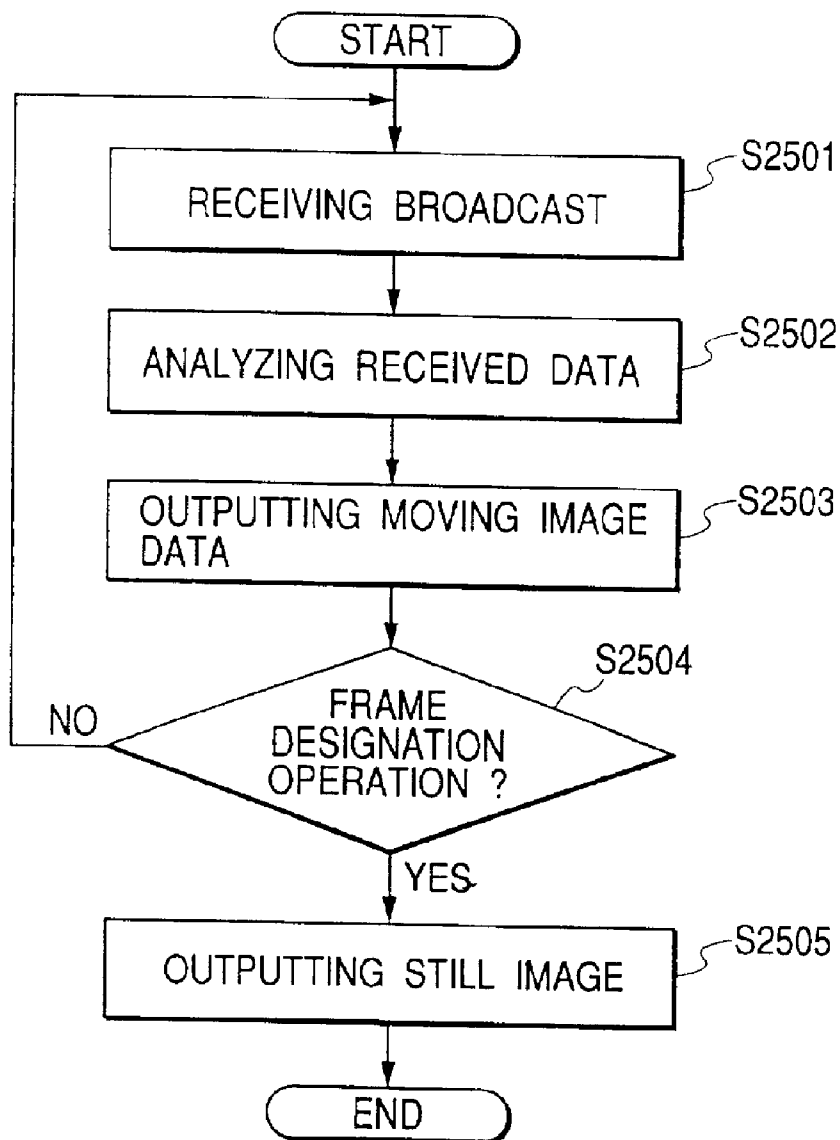 START
S2501
RECEIVING BROADCAST
S2502
ANALYZING RECEIVED DATA
S2503
OUTPUTTING MOVING IMAGE
DATA
S2504
FRAME
DESIGNATION
OPERATION ?
NO
YES
S2505
OUTPUTTING STILL IMAGE
END